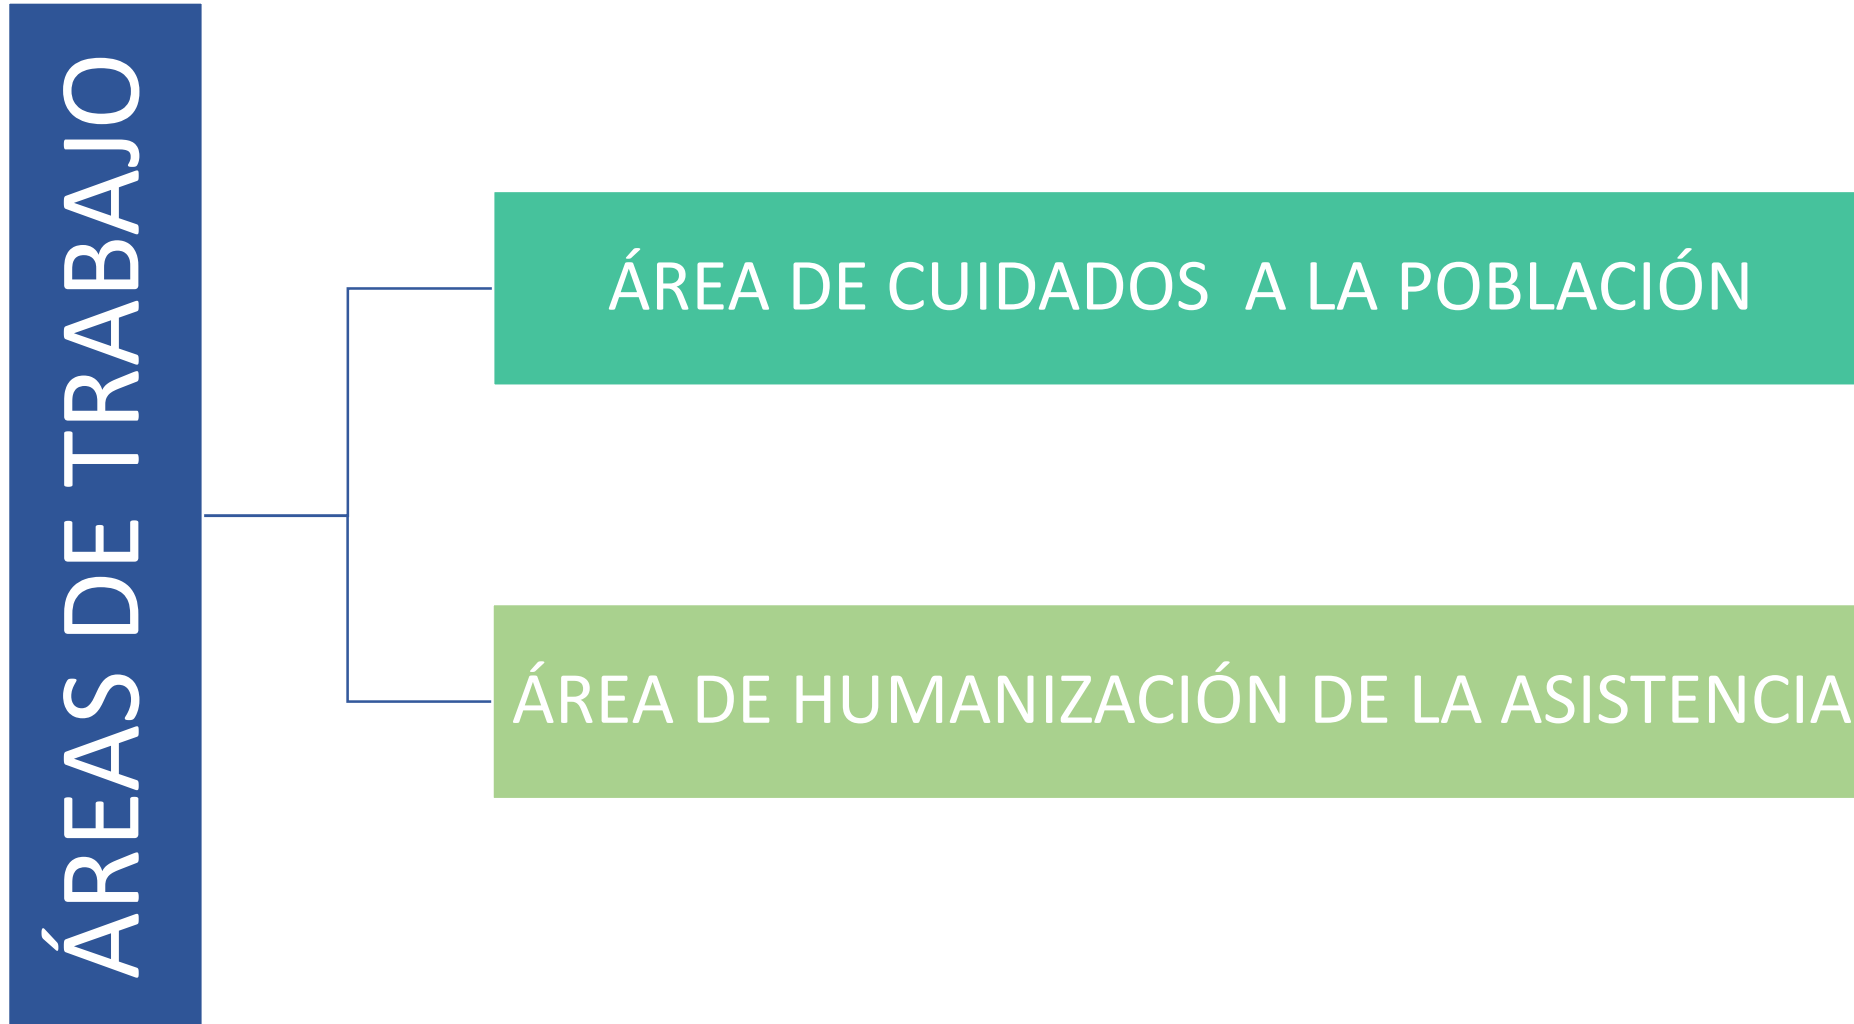 ÁREAS DE TRABAJO
ÁREA DE CUIDADOS  A LA POBLACIÓN
ÁREA DE HUMANIZACIÓN DE LA ASISTENCIA